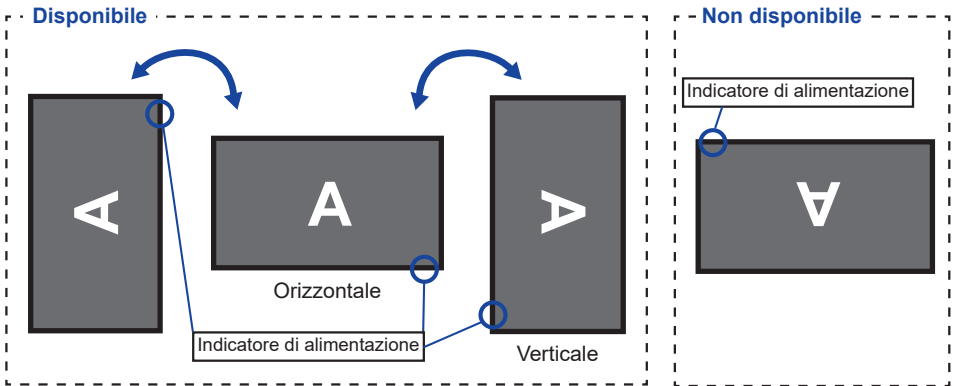 Disponibile
Non disponibile
Indicatore di alimentazione
A
A
A
A
Orizzontale
Indicatore di alimentazione
Verticale